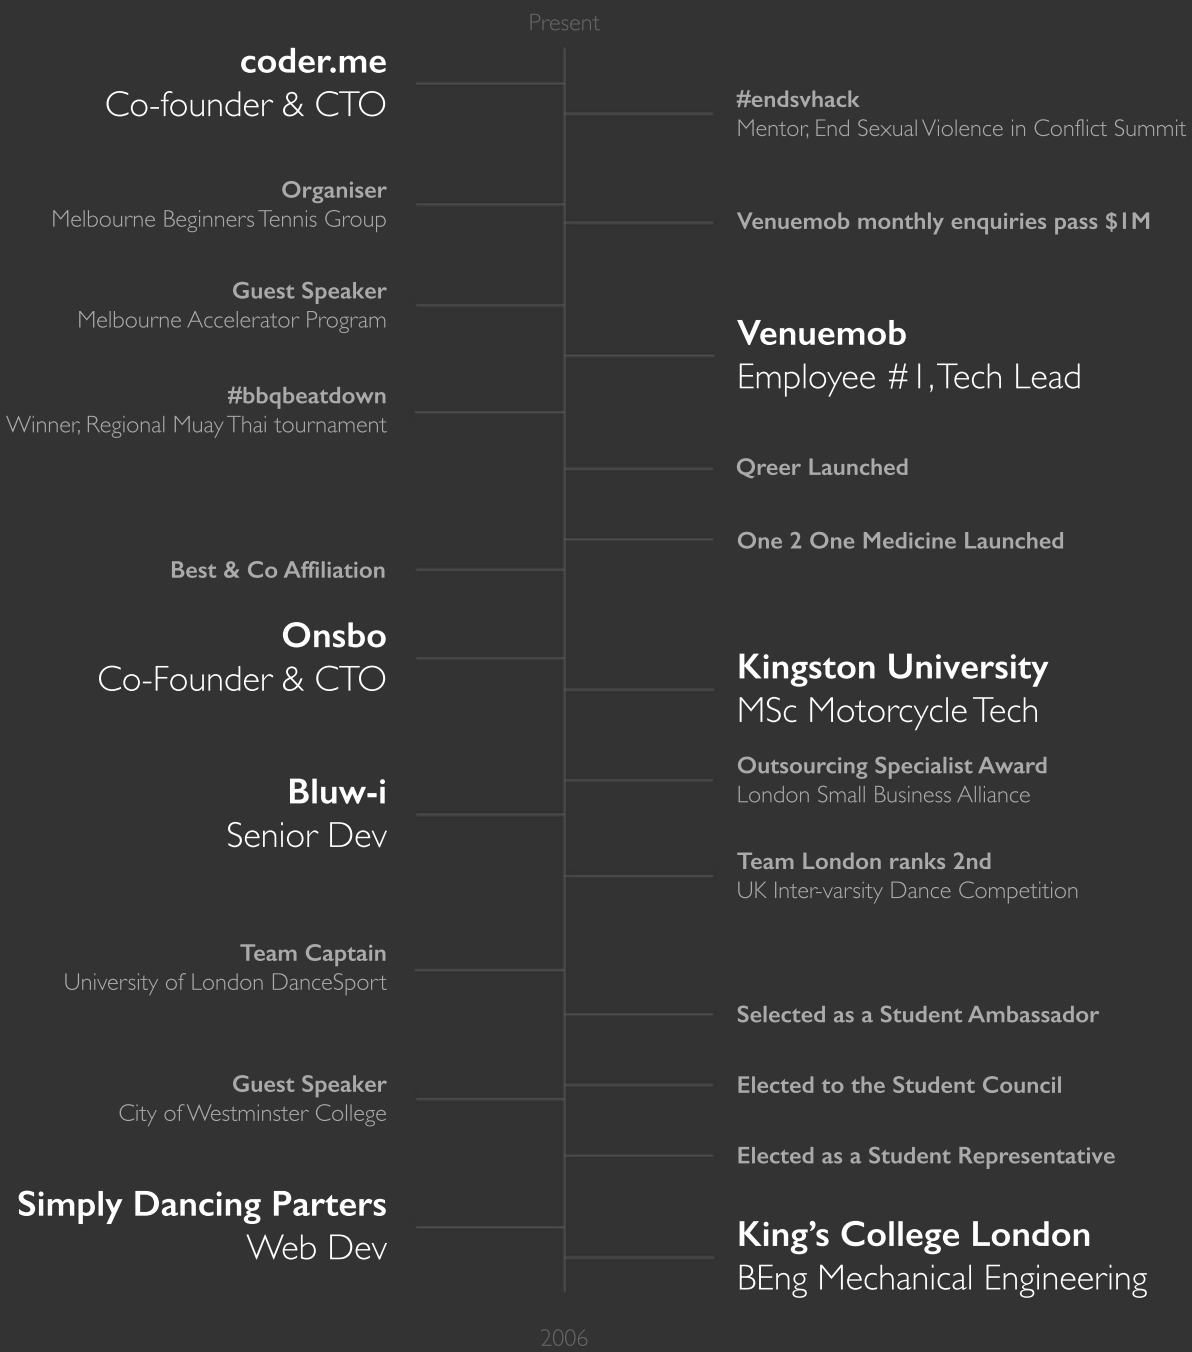 Present
coder.me
Co-founder & CTO
#endsvhack
Mentor, End Sexual Violence in Conflict Summit
Organiser
Melbourne Beginners Tennis Group
Venuemob monthly enquiries pass $1M
Guest Speaker
Melbourne Accelerator Program
Venuemob
Employee #1, Tech Lead
#bbqbeatdown
Winner, Regional Muay Thai tournament
Qreer Launched
One 2 One Medicine Launched
Best & Co Affiliation
Onsbo
Co-Founder & CTO
Kingston University
MSc Motorcycle Tech
Outsourcing Specialist Award
London Small Business Alliance
Bluw-i
Senior Dev
Team London ranks 2nd
UK Inter-varsity Dance Competition
Team Captain
University of London DanceSport
Selected as a Student Ambassador
Guest Speaker
City of Westminster College
Elected to the Student Council
Elected as a Student Representative
Simply Dancing Parters
Web Dev
King’s College London
BEng Mechanical Engineering
2006